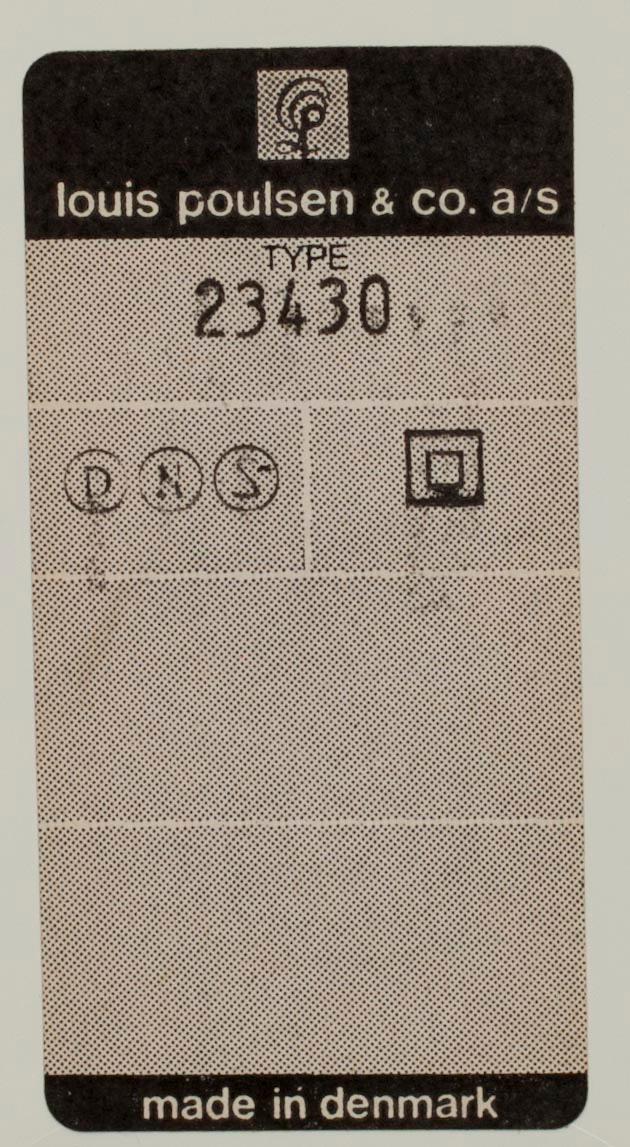 louis poulsen & co. a/s
TYPE
23430
D N S
made in denmark